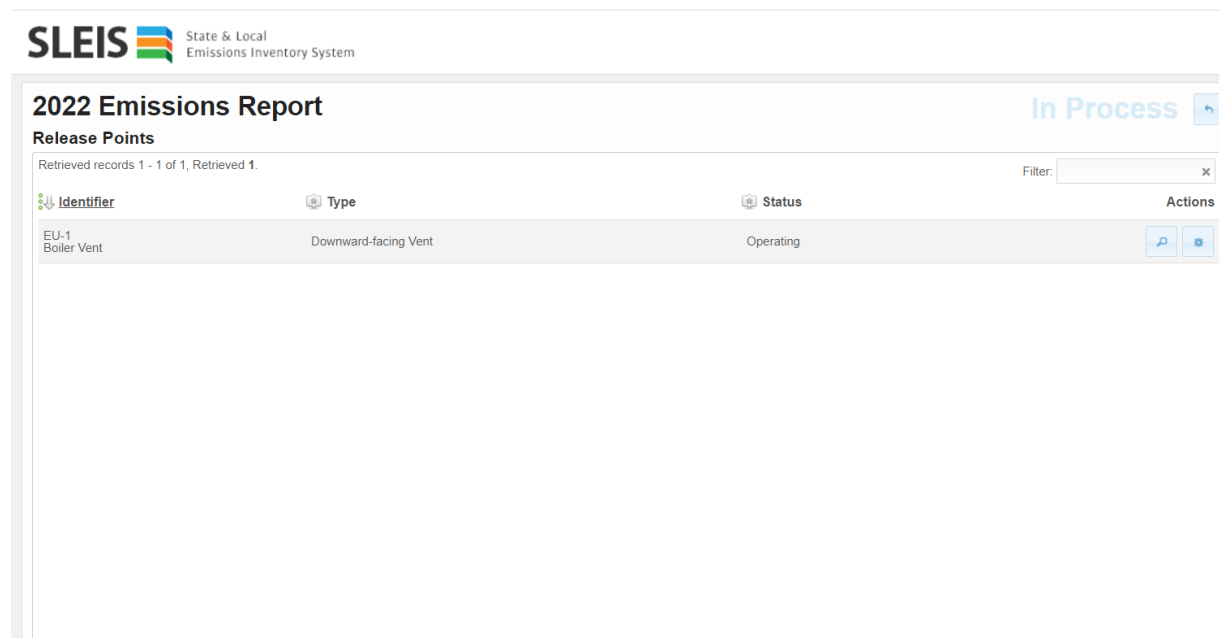 SLEIS State & Local
Emissions Inventory System
2022 Emissions Report
In Process
Release Points
Retrieved records 1 - 1 of 1, Retrieved 1.
Filter:
Identifier Type Status Actions
EU-1
Boiler Vent
Downward-facing Vent Operating